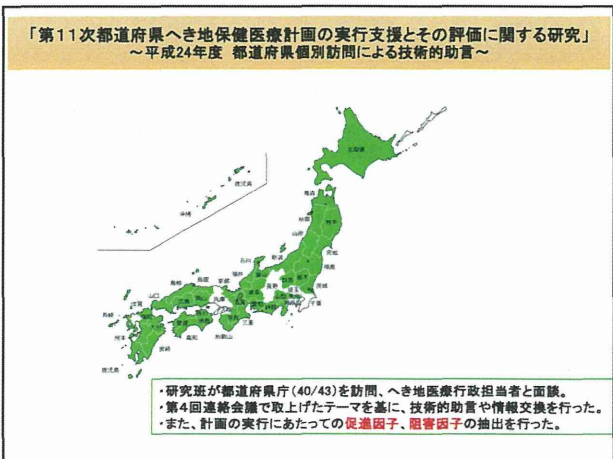 「第11次都道府県へき地保健医療計画の実行支援とその評価に関する研究」
～平成24年度 都道府県個別訪問による技術的助言～
北海道
青森
秋田
岩手
山形
宮城
新潟
福島
石川
富山
福井
長野
群馬
栃木
茨城
埼玉
千葉
岐阜
愛知
静岡
滋賀
京都
兵庫
鳥取
島根
岡山
広島
山口
三重
奈良
和歌山
徳島
高知
愛媛
福岡
佐賀
長崎
大分
熊本
宮崎
鹿児島
鹿児島
沖縄
・研究班が都道府県庁(40/43)を訪問、へき地医療行政担当者と面談。
・第4回連絡会議で取上げたテーマを基に、技術的助言や情報交換を行った。
・また、計画の実行にあたっての促進因子、阻害因子の抽出を行った。